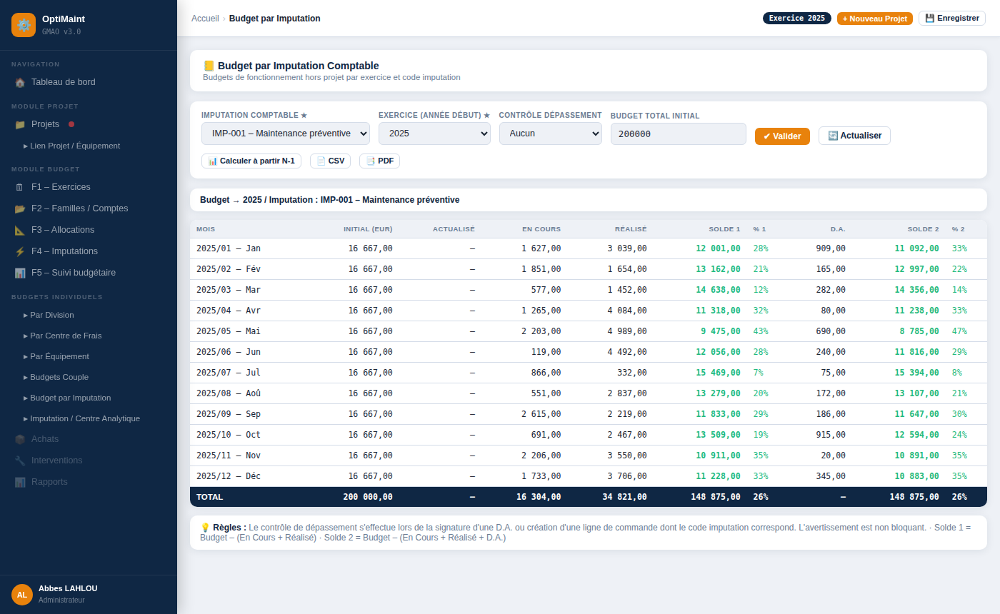 OptiMaint
GMAO v3.0
NAVIGATION
Tableau de bord
MODULE PROJET
Projets
▸ Lien Projet / Équipement
MODULE BUDGET
F1 – Exercices
F2 – Familles / Comptes
F3 – Allocations
F4 – Imputations
F5 – Suivi budgétaire
BUDGETS INDIVIDUELS
▸ Par Division
▸ Par Centre de Frais
▸ Par Équipement
▸ Budgets Couple
▸ Budget par Imputation
▸ Imputation / Centre Analytique
Achats
Interventions
Rapports
AL
Abbes LAHLOU
Administrateur
Accueil › Budget par Imputation
Exercice 2025
+ Nouveau Projet
Enregistrer
Budget par Imputation Comptable
Budgets de fonctionnement hors projet par exercice et code imputation
IMPUTATION COMPTABLE ★ EXERCICE (ANNÉE DÉBUT) ★ CONTRÔLE DÉPASSEMENT BUDGET TOTAL INITIAL
IMP-001 – Maintenance préventive 2025 Aucun 200000 ✔ Valider Actualiser
Calculer à partir N-1 CSV PDF
Budget → 2025 / Imputation : IMP-001 – Maintenance préventive
MOIS INITIAL (EUR) ACTUALISÉ EN COURS RÉALISÉ SOLDE 1 % 1 D.A. SOLDE 2 % 2
2025/01 – Jan 16 667,00 – 1 627,00 3 039,00 12 001,00 28% 909,00 11 092,00 33%
2025/02 – Fév 16 667,00 – 1 851,00 1 654,00 13 162,00 21% 165,00 12 997,00 22%
2025/03 – Mar 16 667,00 – 577,00 1 452,00 14 638,00 12% 282,00 14 356,00 14%
2025/04 – Avr 16 667,00 – 1 265,00 4 084,00 11 318,00 32% 80,00 11 238,00 33%
2025/05 – Mai 16 667,00 – 2 203,00 4 989,00 9 475,00 43% 690,00 8 785,00 47%
2025/06 – Jun 16 667,00 – 119,00 4 492,00 12 056,00 28% 240,00 11 816,00 29%
2025/07 – Jul 16 667,00 – 866,00 332,00 15 469,00 7% 75,00 15 394,00 8%
2025/08 – Aoû 16 667,00 – 551,00 2 837,00 13 279,00 20% 172,00 13 107,00 21%
2025/09 – Sep 16 667,00 – 2 615,00 2 219,00 11 833,00 29% 186,00 11 647,00 30%
2025/10 – Oct 16 667,00 – 691,00 2 467,00 13 509,00 19% 915,00 12 594,00 24%
2025/11 – Nov 16 667,00 – 2 206,00 3 550,00 10 911,00 35% 20,00 10 891,00 35%
2025/12 – Déc 16 667,00 – 1 733,00 3 706,00 11 228,00 33% 345,00 10 883,00 35%
TOTAL 200 000,00 – 16 304,00 34 821,00 148 875,00 26% – 148 875,00 26%
Règles : Le contrôle de dépassement s'effectue lors de la signature d'une D.A. ou création d'une ligne de commande dont le code imputation correspond. L'avertissement est non bloquant. · Solde 1 =
Budget – (En Cours + Réalisé) · Solde 2 = Budget – (En Cours + Réalisé + D.A.)